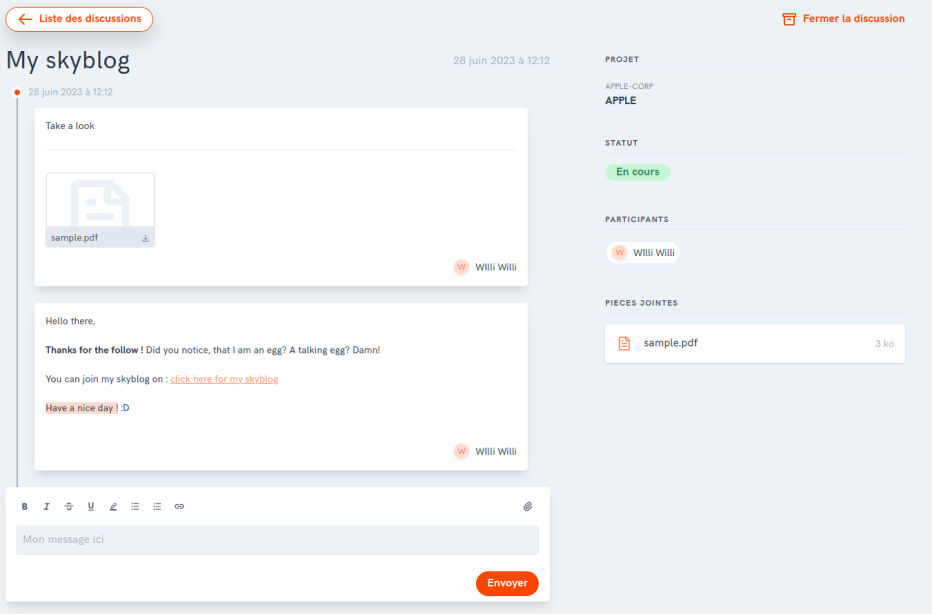 Liste des discussions
Fermer la discussion
My skyblog
28 juin 2023 à 12:12
28 juin 2023 à 12:12
Take a look
sample.pdf
W WIlli Willi
Hello there,
Thanks for the follow ! Did you notice, that I am an egg? A talking egg? Damn!
You can join my skyblog on : click here for my skyblog
Have a nice day ! :D
W WIlli Willi
B I S U
Mon message ici
Envoyer
PROJET
APPLE-CORP
APPLE
STATUT
En cours
PARTICIPANTS
W WIlli Willi
PIECES JOINTES
sample.pdf
3 ko